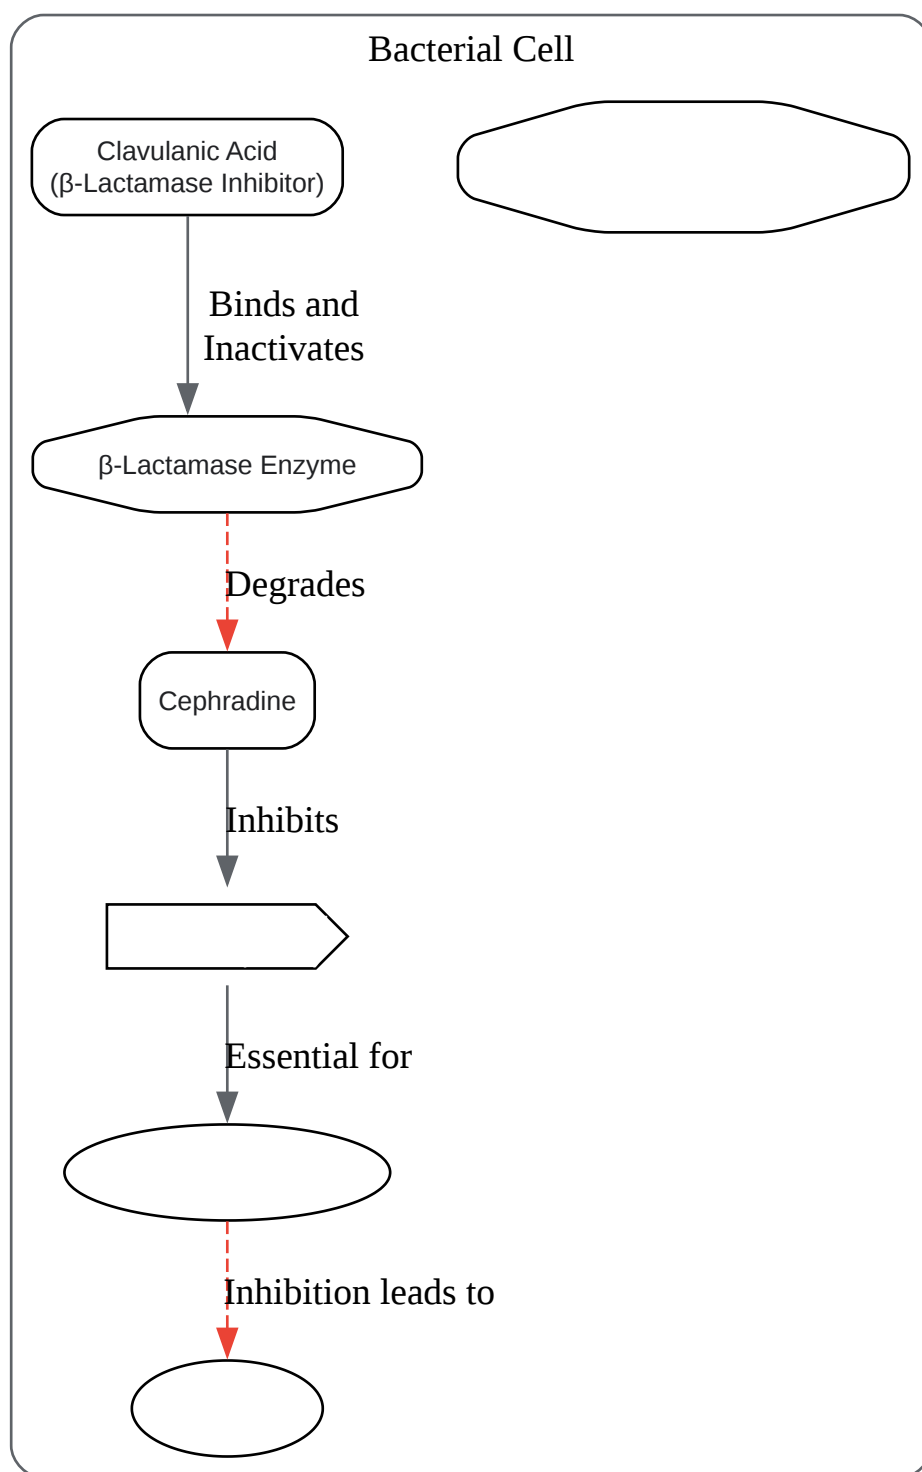 Bacterial Cell
Clavulanic Acid
(β-Lactamase Inhibitor)
Binds and
Inactivates
β-Lactamase Enzyme
Degrades
Cephradine
Inhibits
Essential for
Inhibition leads to